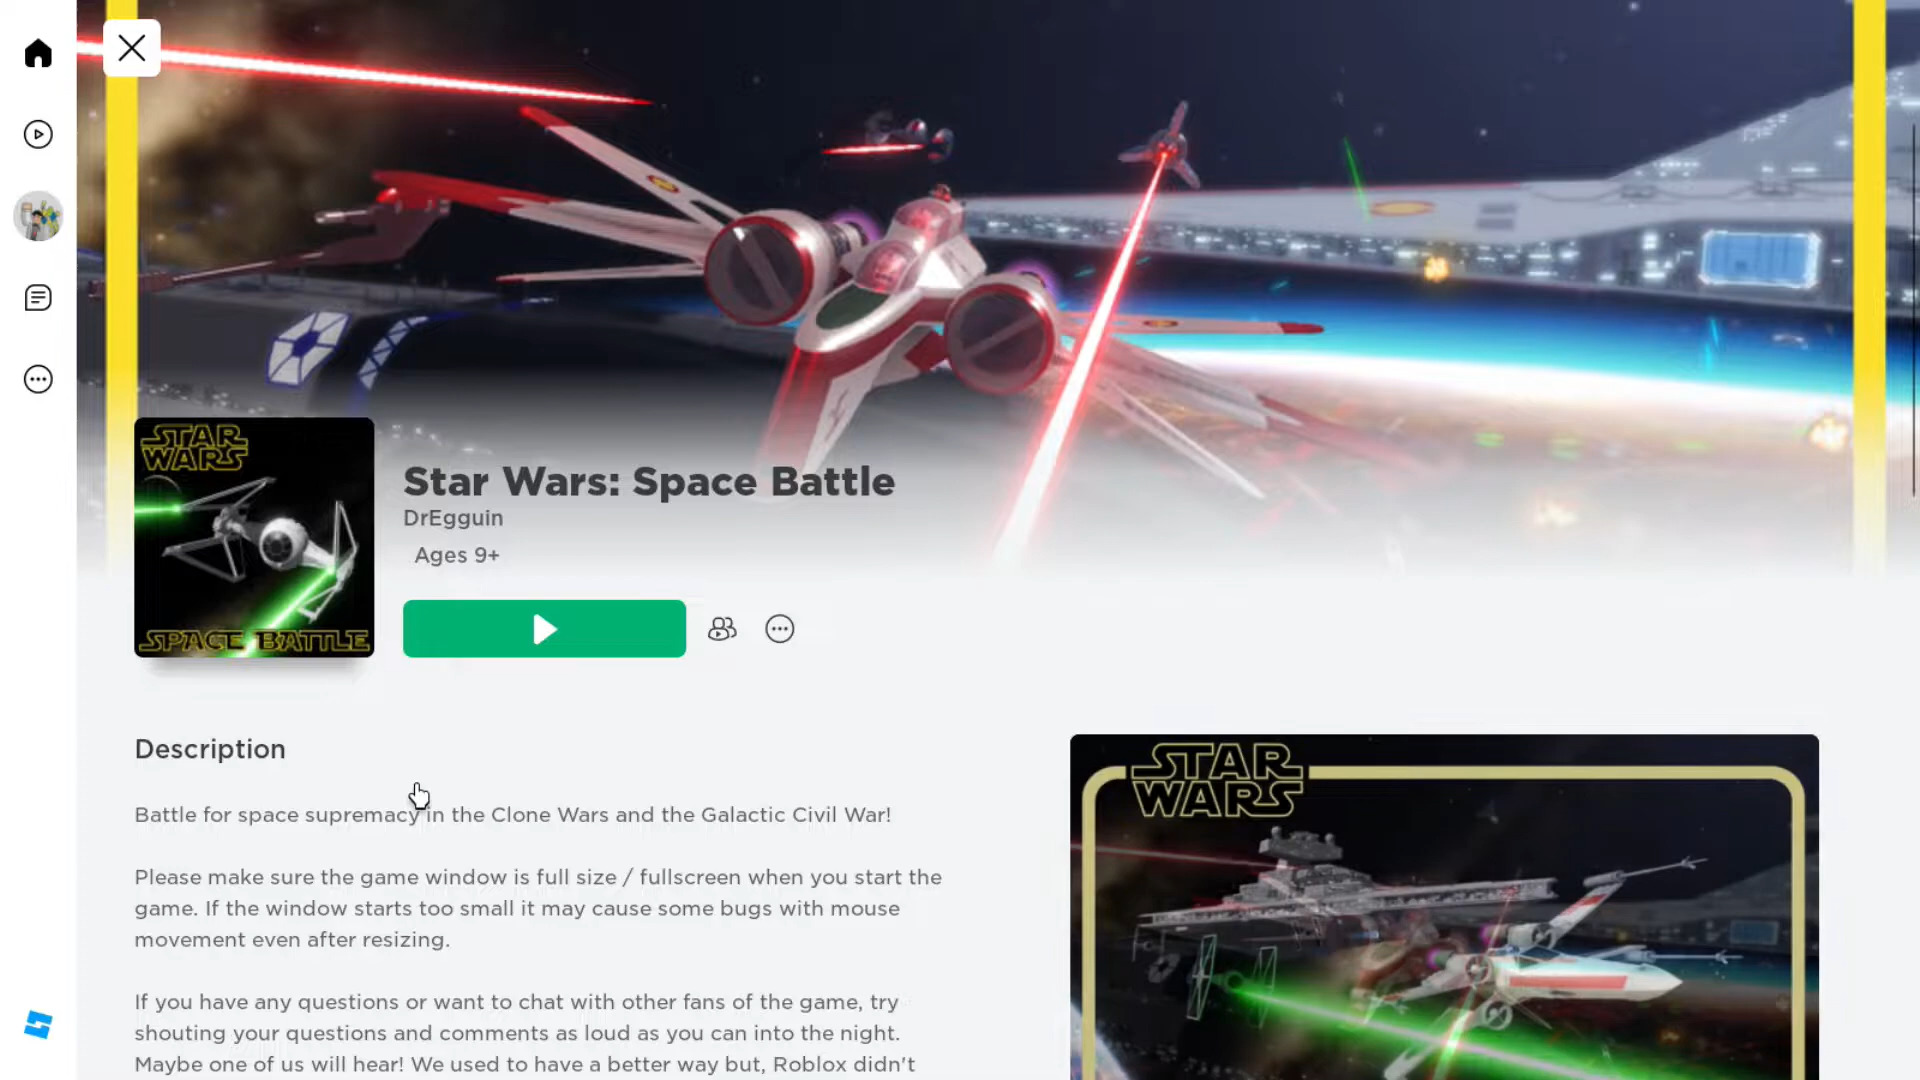 STAR
WARS
SPACE BATTLE
Star Wars: Space Battle
DrEgguin
Ages 9+
Description
Battle for space supremacy in the Clone Wars and the Galactic Civil War!
Please make sure the game window is full size / fullscreen when you start the
game. If the window starts too small it may cause some bugs with mouse
movement even after resizing.
If you have any questions or want to chat with other fans of the game, try
shouting your questions and comments as loud as you can into the night.
Maybe one of us will hear! We used to have a better way but, Roblox didn't
STAR
WARS